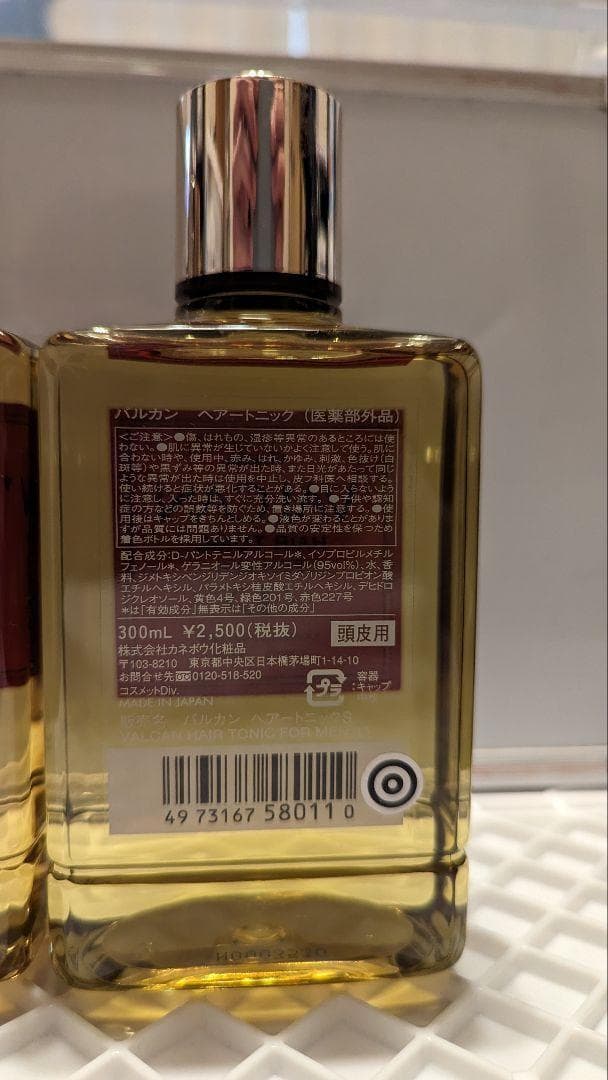 バルカン　ヘアートニック（医薬部外品）
＜ご注意＞●傷、はれもの、湿疹等異常のあるところには使
わない。●肌に異常が生じていないかよく注意して使う。肌に
合わない時や、使用中、赤み、はれ、かゆみ、刺激、色抜け(白
斑等)や黒ずみ等の異常が出た時、また日光があたって同じ
ような異常が出た時は使用を中止し、皮フ科医へ相談する。
使い続けると症状が悪化することがある。●目に入らないよう
に注意し、入った時は、すぐに充分洗い流す。●子供や認知
症の方などの誤飲等を防ぐため、置き場所に注意する。●使
用後はキャップをきちんとしめる。●液色が変わることがありま
すが品質には問題ありません。●品質の安定性を保つため
着色ボトルを採用しています。
配合成分:D-パントテニルアルコール＊、イソプロピルメチル
フェノール＊、ゲラニオール変性アルコール(95vol%)、水、香
料、ジメトキシベンジリデンジオキソイミダゾリジンプロピオン酸
エチルヘキシル、パラメトキシ桂皮酸エチルヘキシル、デヒドロ
ジクレオソール、黄色4号、緑色201号、赤色227号
＊は「有効成分」無表示は「その他の成分」
300mL ¥2,500(税抜) 頭皮用
株式会社カネボウ化粧品
〒103-8210　東京都中央区日本橋茅場町1-14-10
お問合せ先 0120-518-520
コスメットDiv.
プラ 容器
:キャップ
MADE IN JAPAN
販売名　バルカン ヘアートニックS
VALCAN HAIR TONIC FOR MEN
49 73167 58011 0